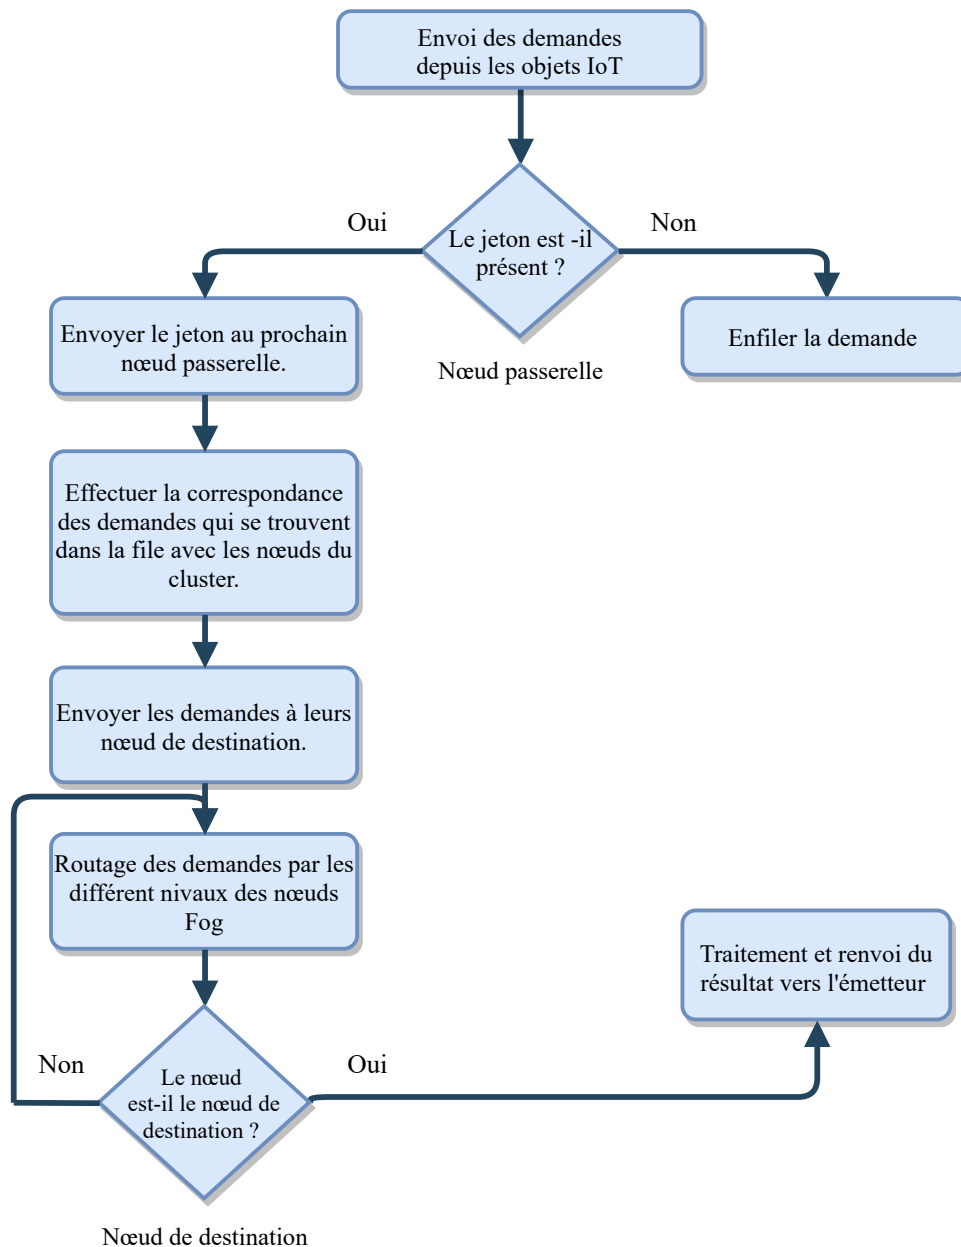 Envoi des demandes
depuis les objets IoT
Oui
Non
Le jeton est -il
présent ?
Envoyer le jeton au prochain
nœud passerelle.
Enfiler la demande
Nœud passerelle
Effectuer la correspondance
des demandes qui se trouvent
dans la file avec les nœuds du
cluster.
Envoyer les demandes à leurs
nœud de destination.
Routage des demandes par les
différent nivaux des nœuds
Fog
Traitement et renvoi du
résultat vers l'émetteur
Non
Oui
Le nœud
est-il le nœud de
destination ?
Nœud de destination